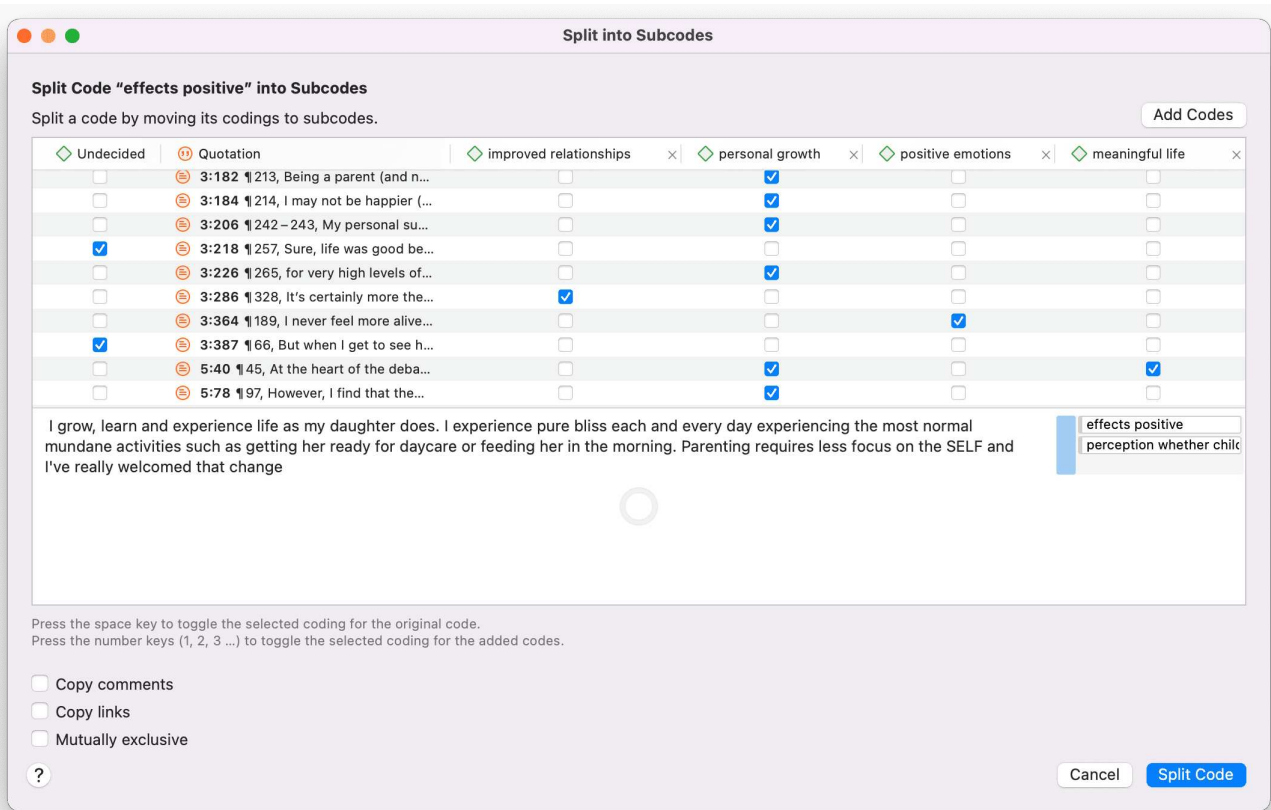 Split into Subcodes
Split Code “effects positive” into Subcodes
Split a code by moving its codings to subcodes.
Add Codes
Undecided Quotation improved relationships × personal growth × positive emotions × meaningful life ×
3:182 ¶ 213, Being a parent (and n...
3:184 ¶ 214, I may not be happier (...
3:206 ¶ 242 – 243, My personal su...
3:218 ¶ 257, Sure, life was good be...
3:226 ¶ 265, for very high levels of...
3:286 ¶ 328, It’s certainly more the...
3:364 ¶ 189, I never feel more alive...
3:387 ¶ 66, But when I get to see h...
5:40 ¶ 45, At the heart of the deba...
5:78 ¶ 97, However, I find that the...
I grow, learn and experience life as my daughter does. I experience pure bliss each and every day experiencing the most normal
mundane activities such as getting her ready for daycare or feeding her in the morning. Parenting requires less focus on the SELF and
I've really welcomed that change
effects positive
perception whether chil
Press the space key to toggle the selected coding for the original code.
Press the number keys (1, 2, 3 ...) to toggle the selected coding for the added codes.
Copy comments
Copy links
Mutually exclusive
?
Cancel
Split Code